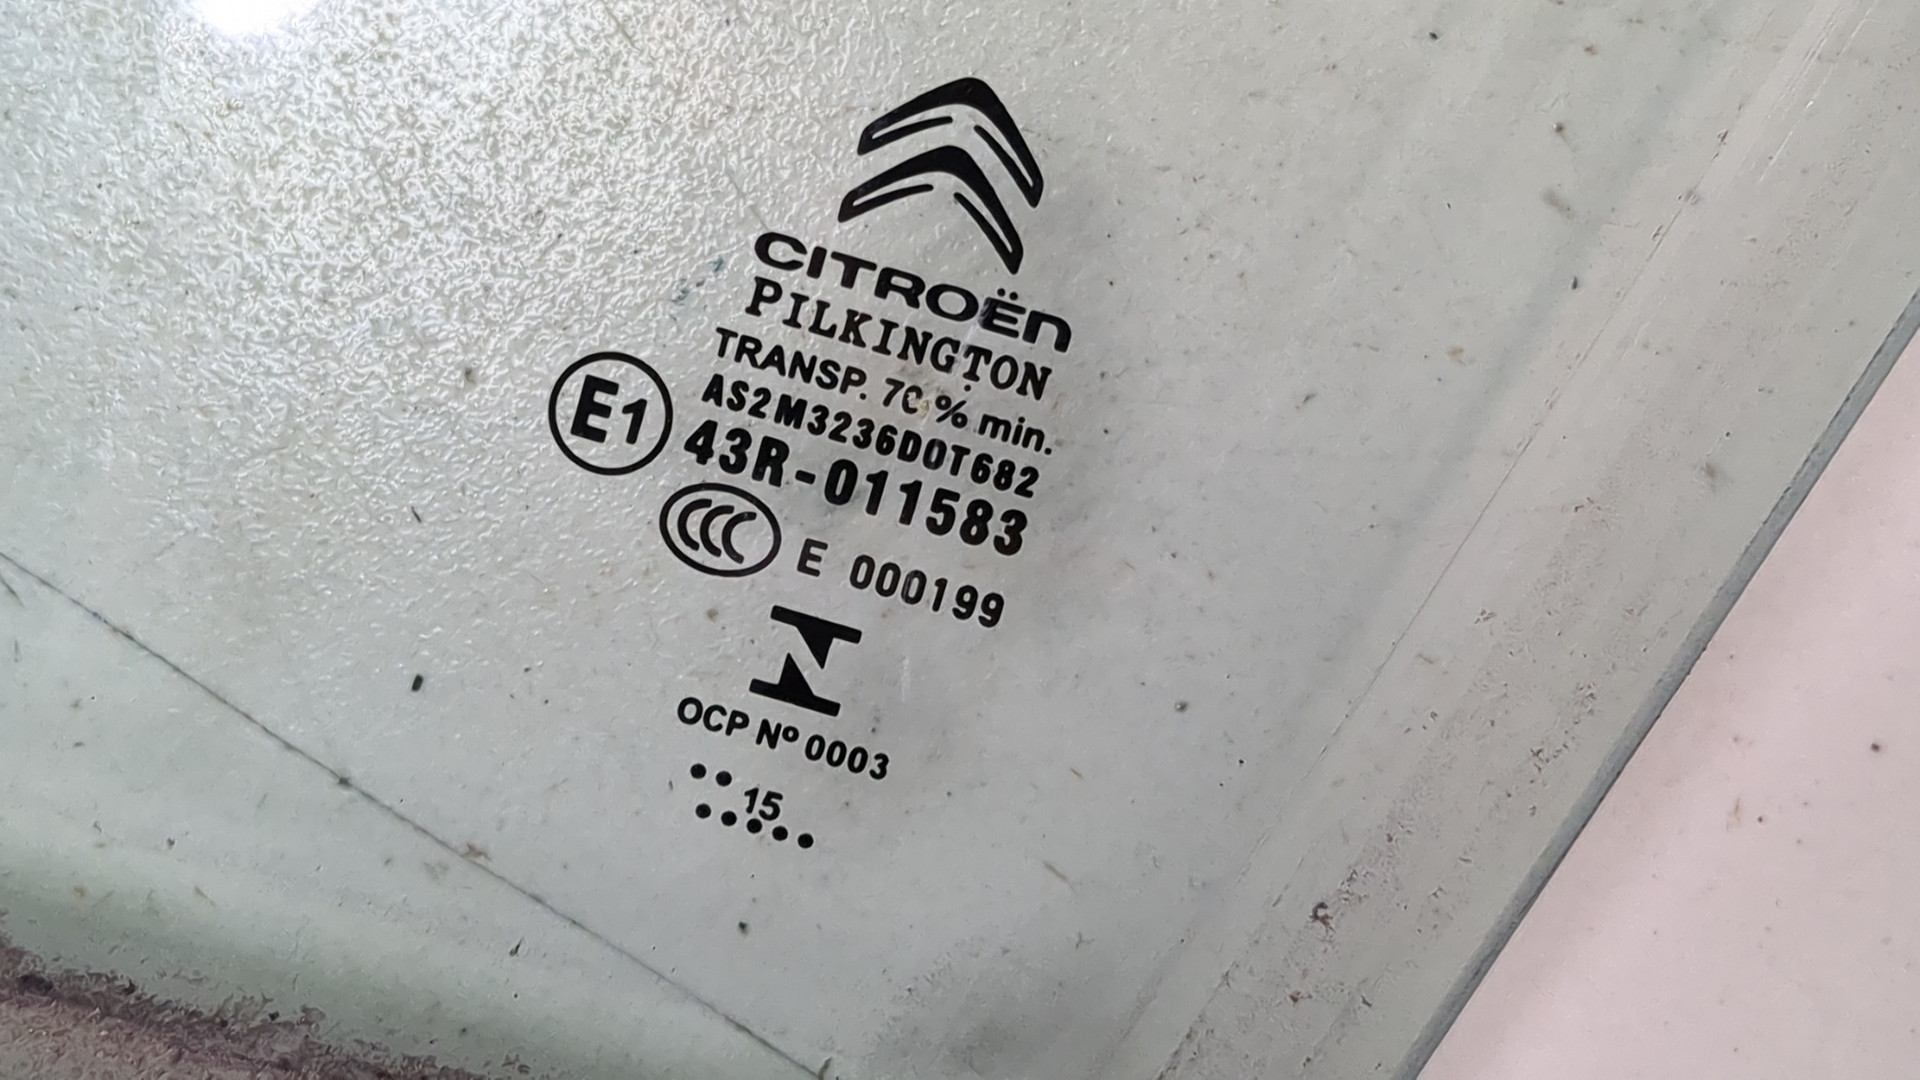 CITROËN
PILKINGTON
TRANSP. 70 % min.
AS2M3236DOT682
E1 43R-011583
CCC E 000199
OCP Nº 0003
•• 15
•••••